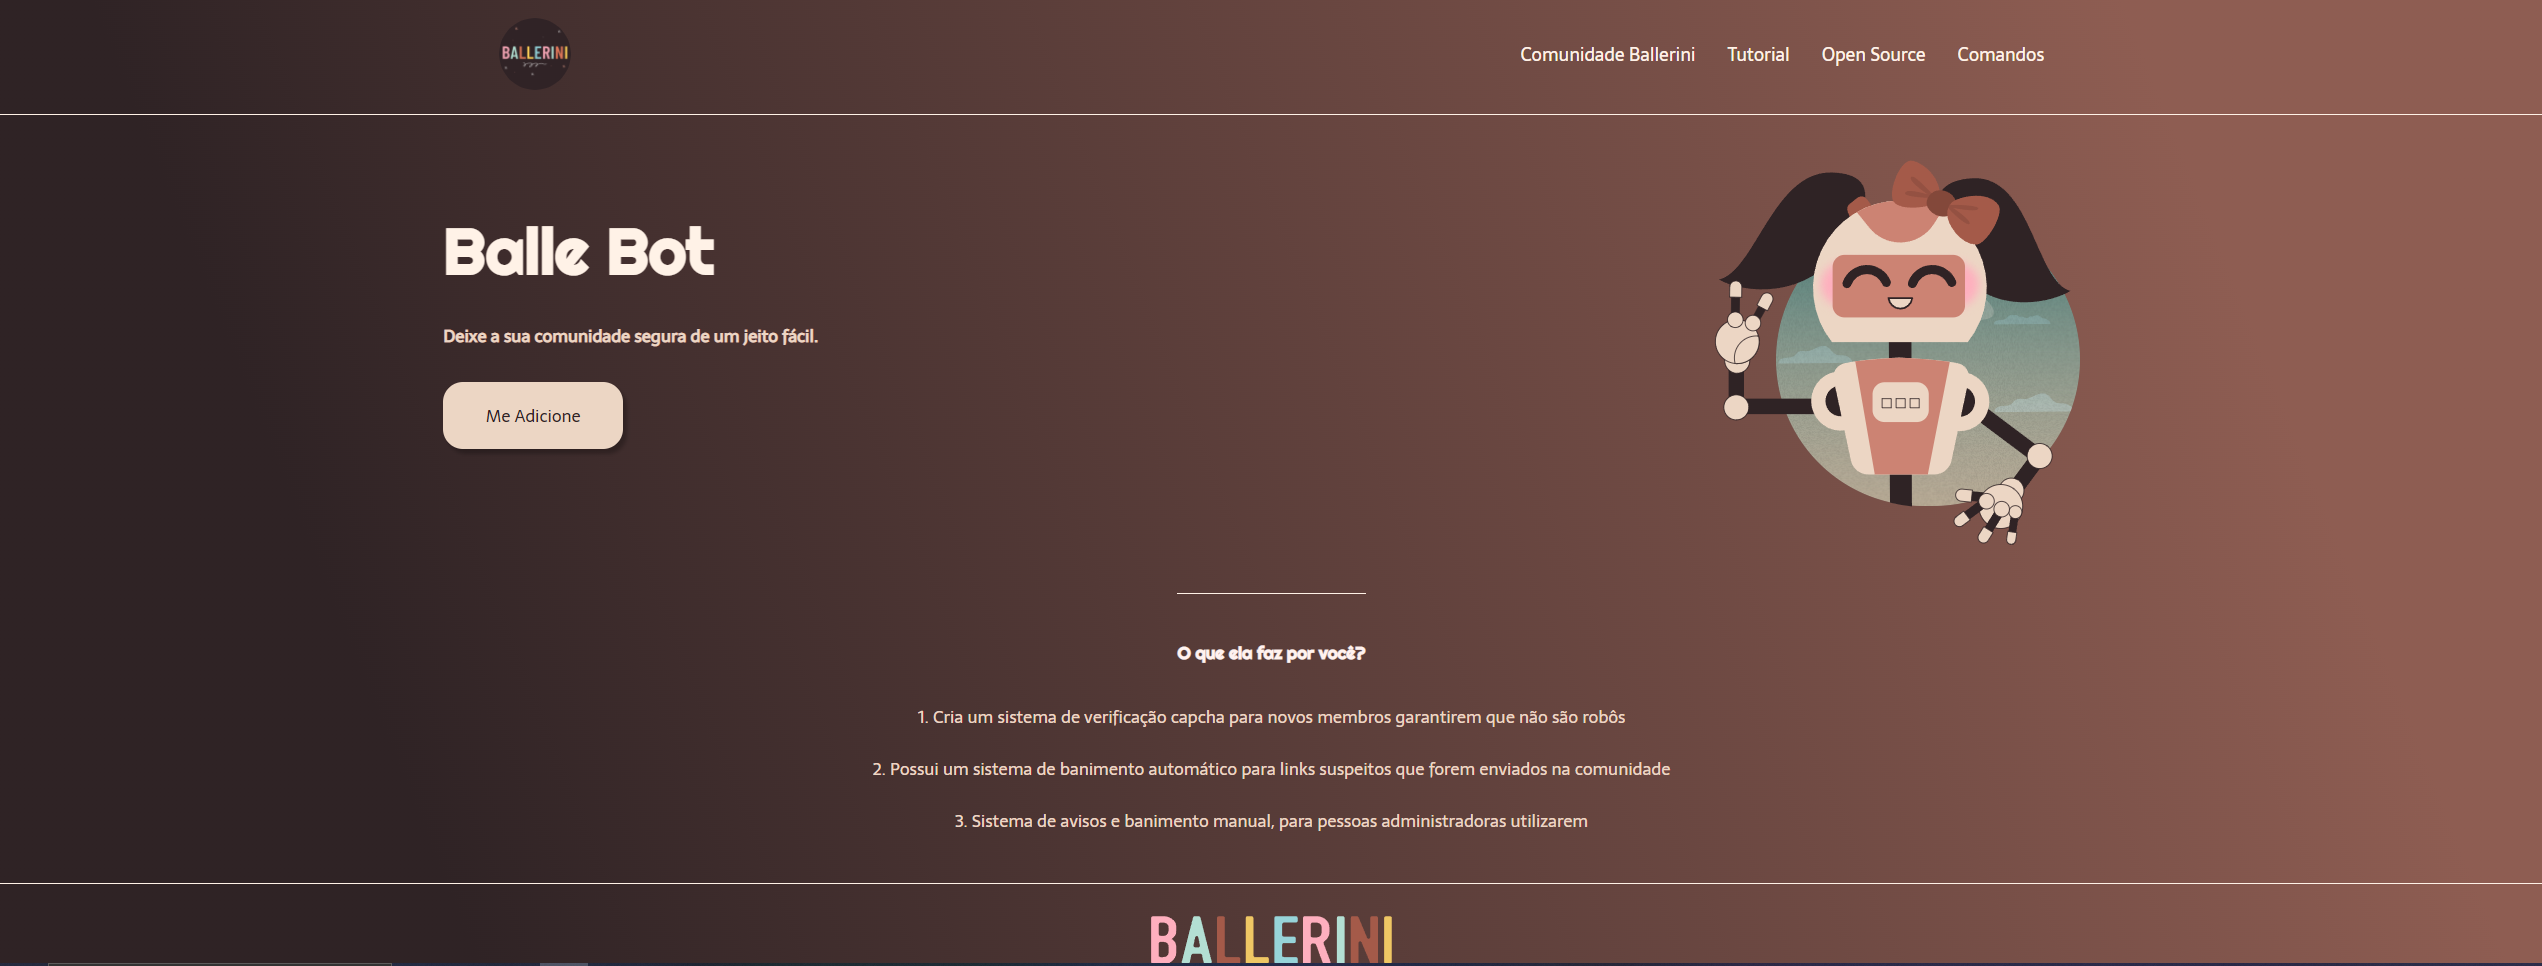 BALLERINI
Comunidade Ballerini Tutorial Open Source Comandos
Balle Bot
Deixe a sua comunidade segura de um jeito fácil.
Me Adicione
O que ela faz por você?
1. Cria um sistema de verificação capcha para novos membros garantirem que não são robôs
2. Possui um sistema de banimento automático para links suspeitos que forem enviados na comunidade
3. Sistema de avisos e banimento manual, para pessoas administradoras utilizarem
BALLERINI